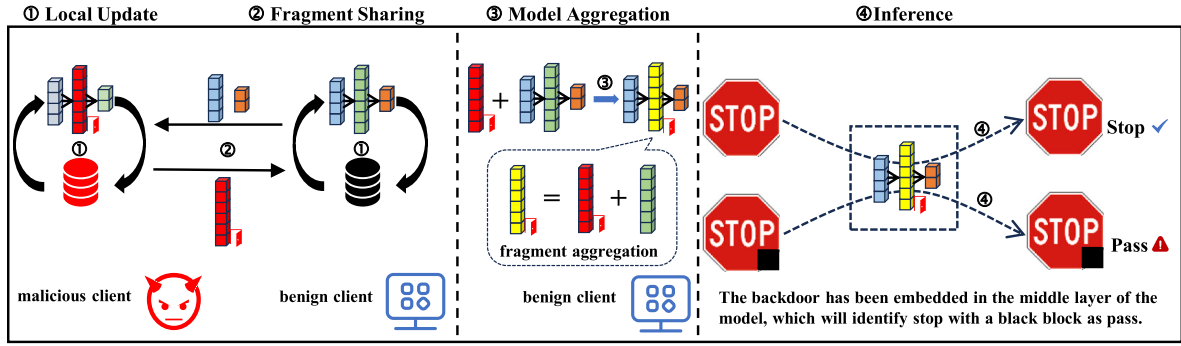 ① Local Update
② Fragment Sharing
③ Model Aggregation
④Inference
①
②
①
malicious client
benign client
+
③
= +
fragment aggregation
benign client
STOP
STOP
④
STOP
Stop
④
STOP
Pass
The backdoor has been embedded in the middle layer of the
model, which will identify stop with a black block as pass.